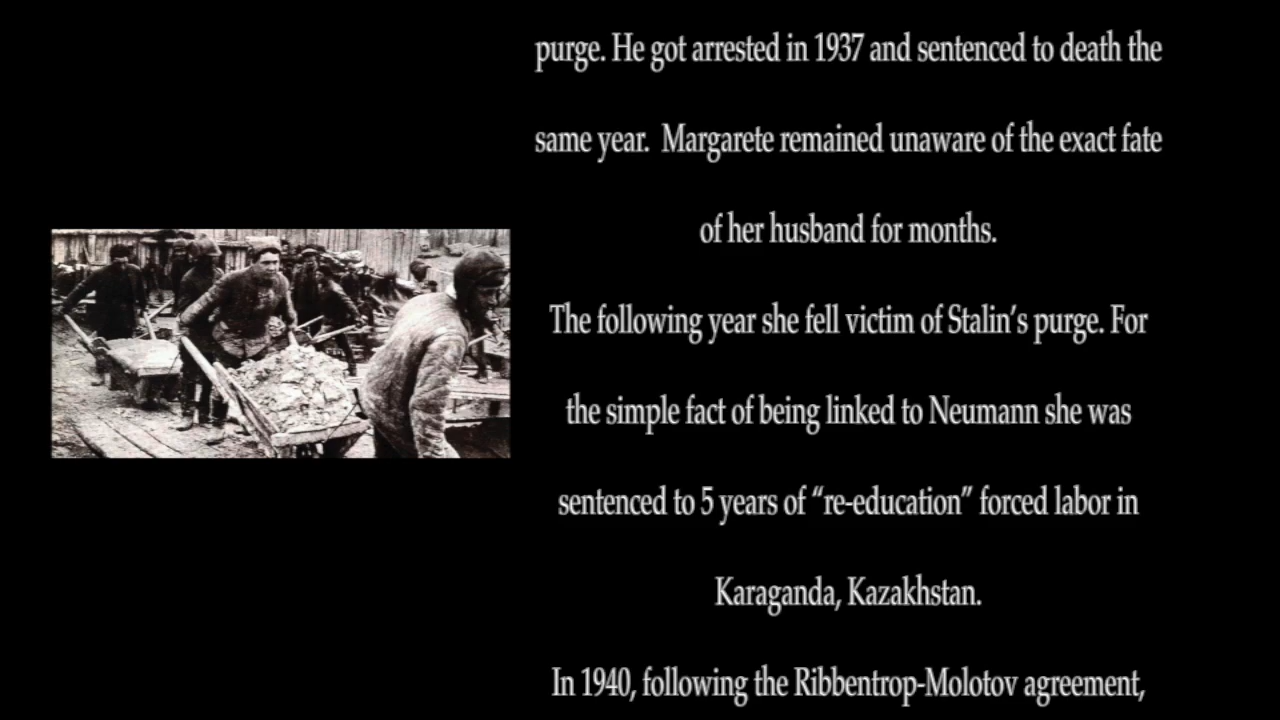 purge. He got arrested in 1937 and sentenced to death the
same year.  Margarete remained unaware of the exact fate
of her husband for months.
The following year she fell victim of Stalin’s purge. For
the simple fact of being linked to Neumann she was
sentenced to 5 years of “re-education” forced labor in
Karaganda, Kazakhstan.
In 1940, following the Ribbentrop-Molotov agreement,